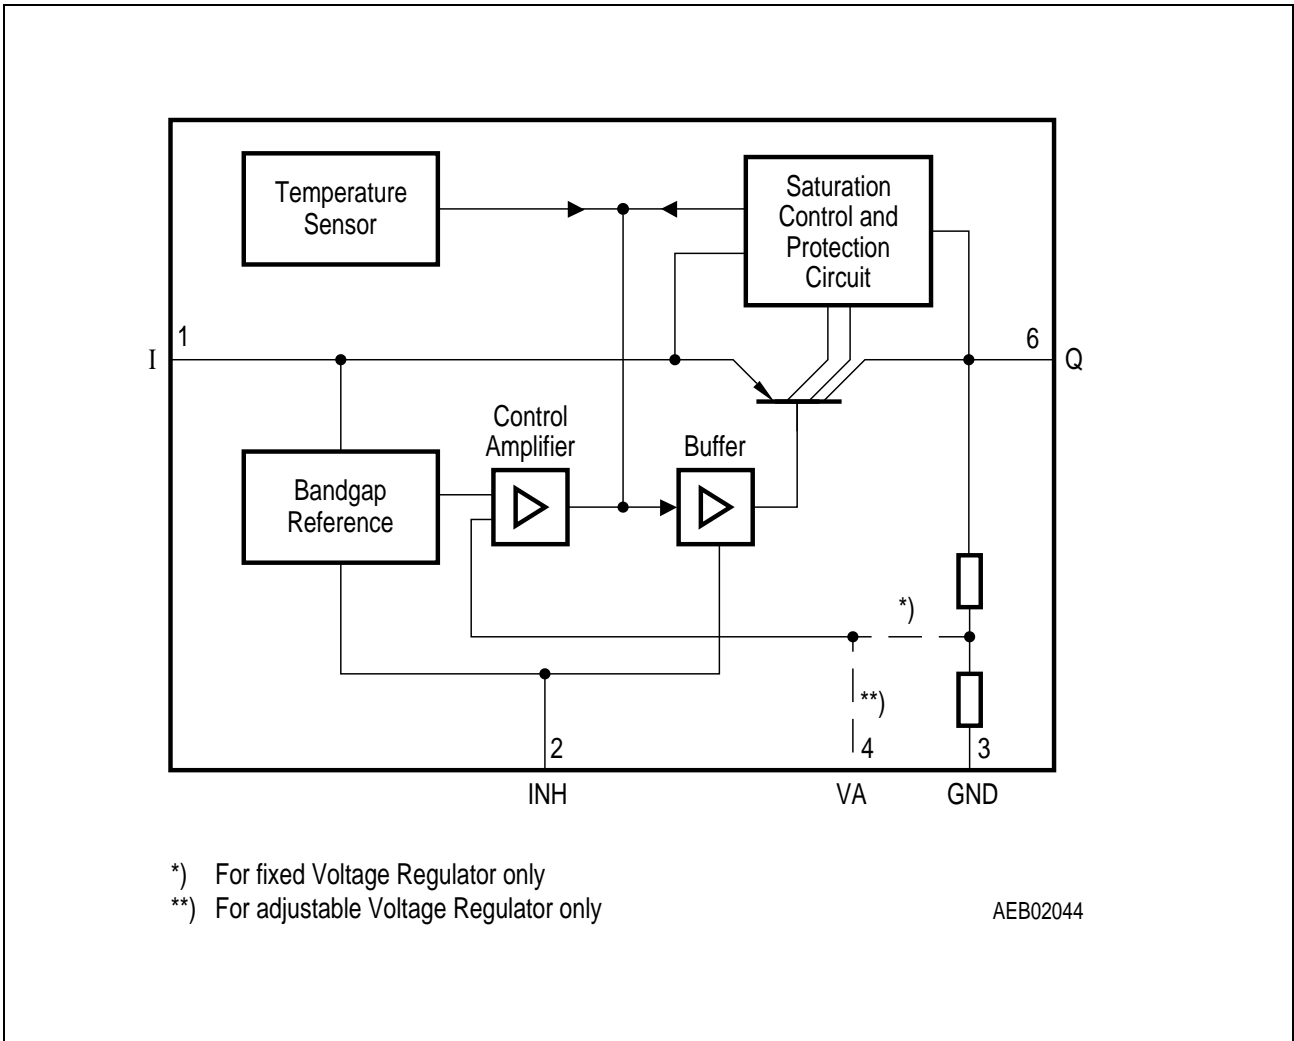 Temperature
Sensor
Saturation
Control and
Protection
Circuit
1
I
6
Q
Control
Amplifier
Buffer
Bandgap
Reference
*)
**)
2
4
3
INH
VA
GND
*) For fixed Voltage Regulator only
**) For adjustable Voltage Regulator only
AEB02044